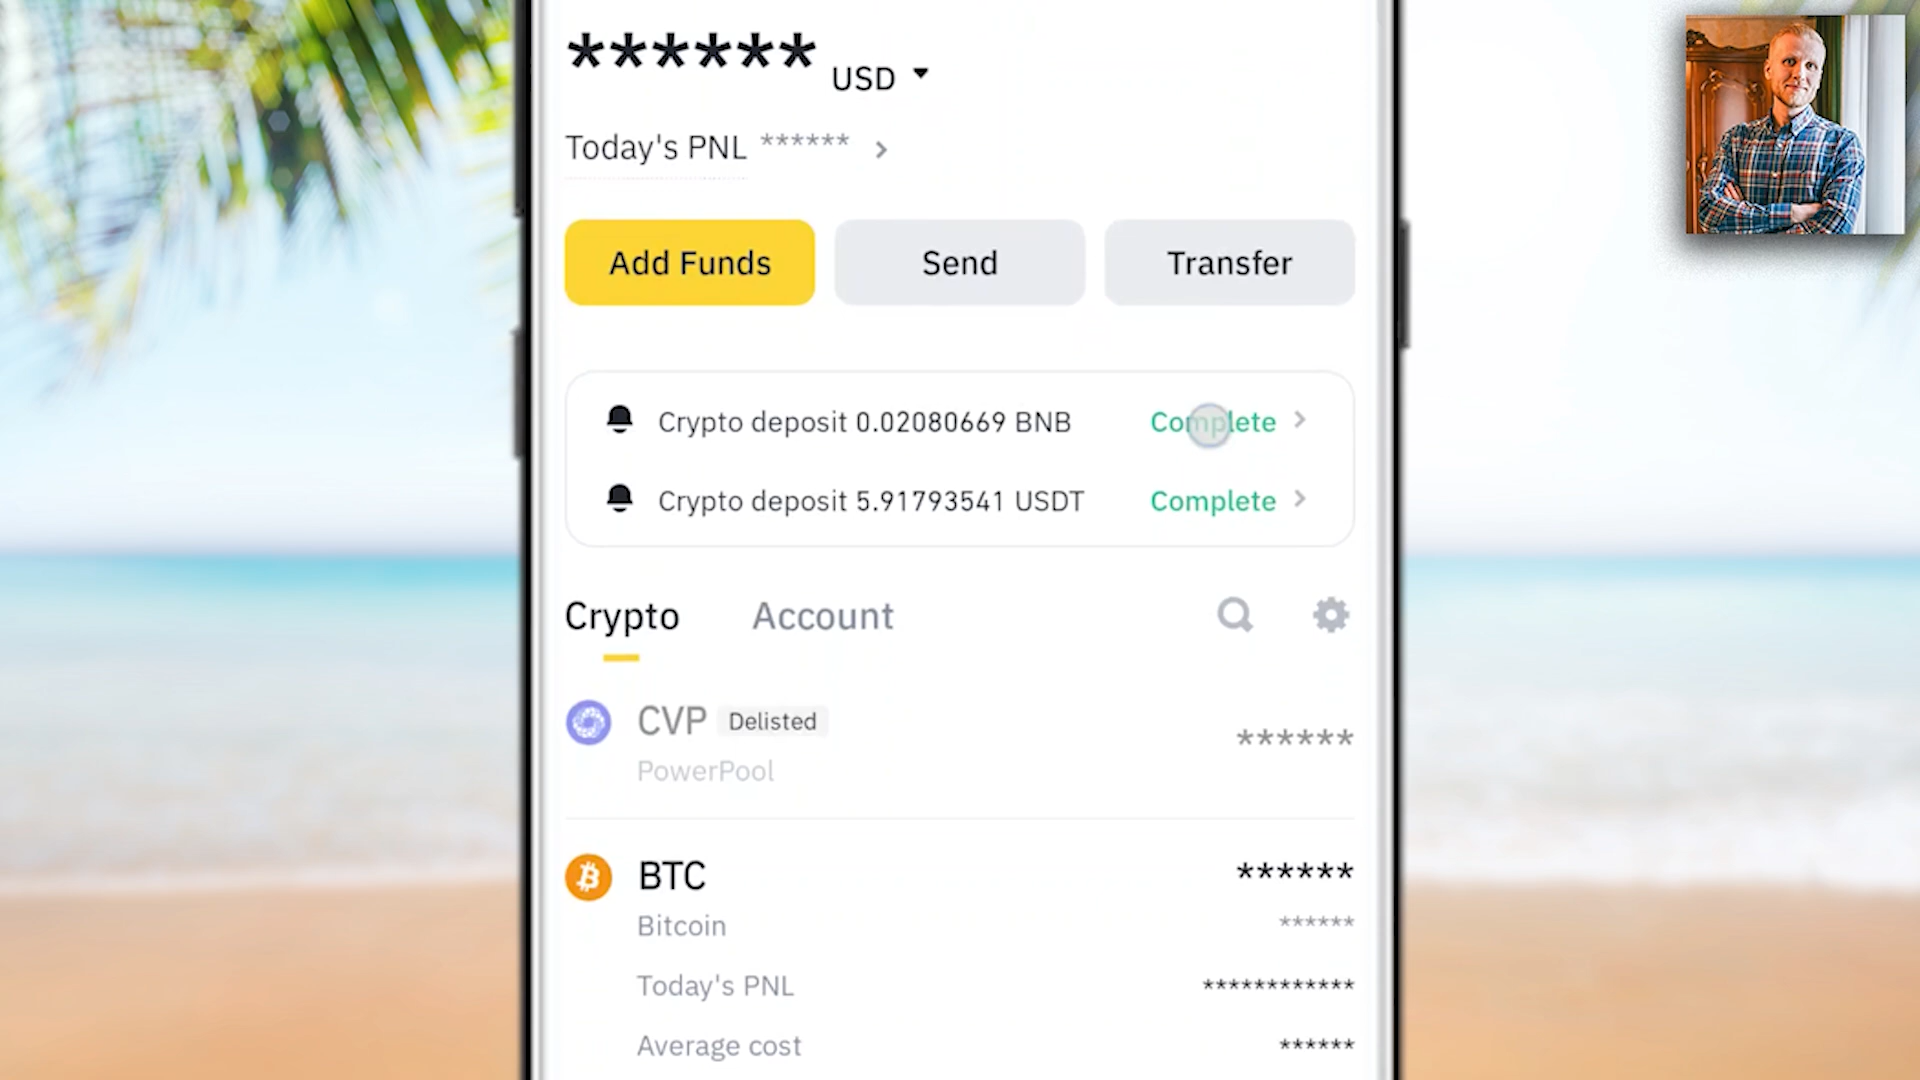 ****** USD
Today's PNL ******
Add Funds
Send
Transfer
Crypto deposit 0.02080669 BNB Complete
Crypto deposit 5.91793541 USDT Complete
Crypto
Account
CVP Delisted
******
PowerPool
BTC ******
Bitcoin ******
Today's PNL ************
Average cost ******